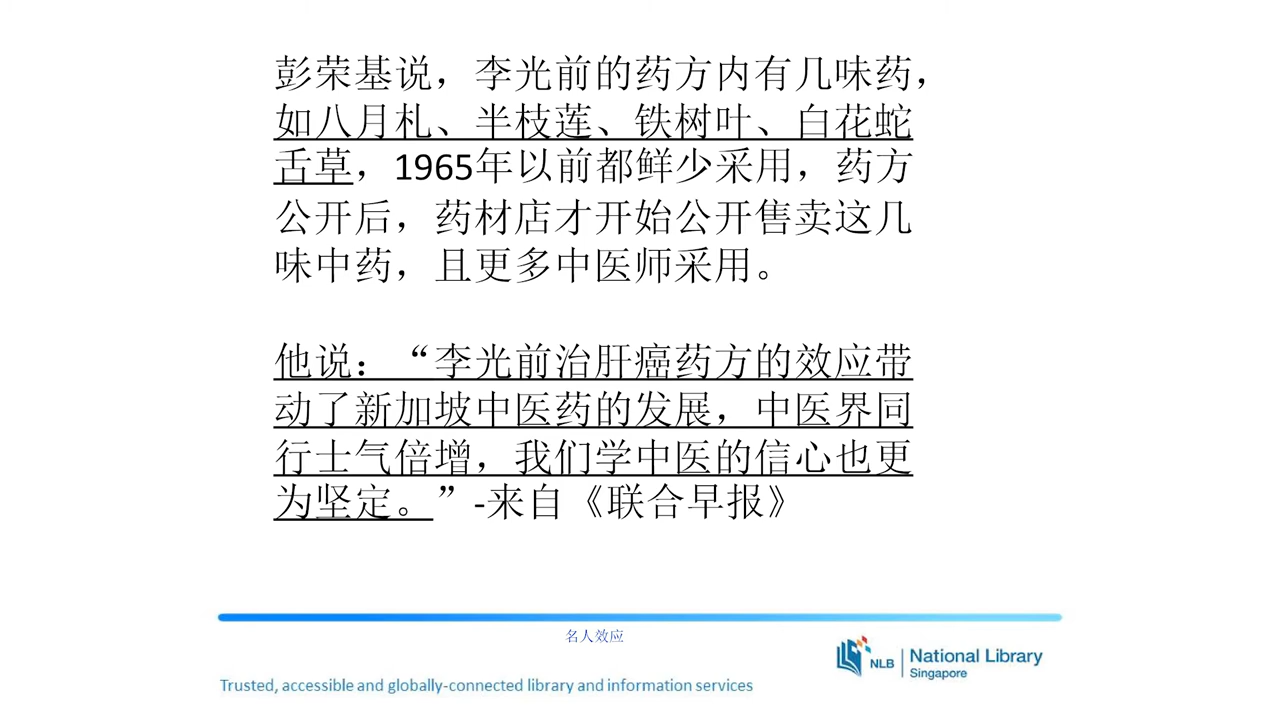 彭荣基说，李光前的药方内有几味药，
如八月札、半枝莲、铁树叶、白花蛇
舌草，1965年以前都鲜少采用，药方
公开后，药材店才开始公开售卖这几
味中药，且更多中医师采用。
他说：“李光前治肝癌药方的效应带
动了新加坡中医药的发展，中医界同
行士气倍增，我们学中医的信心也更
为坚定。”-来自《联合早报》
名人效应
NLB National Library
Singapore
Trusted, accessible and globally-connected library and information services